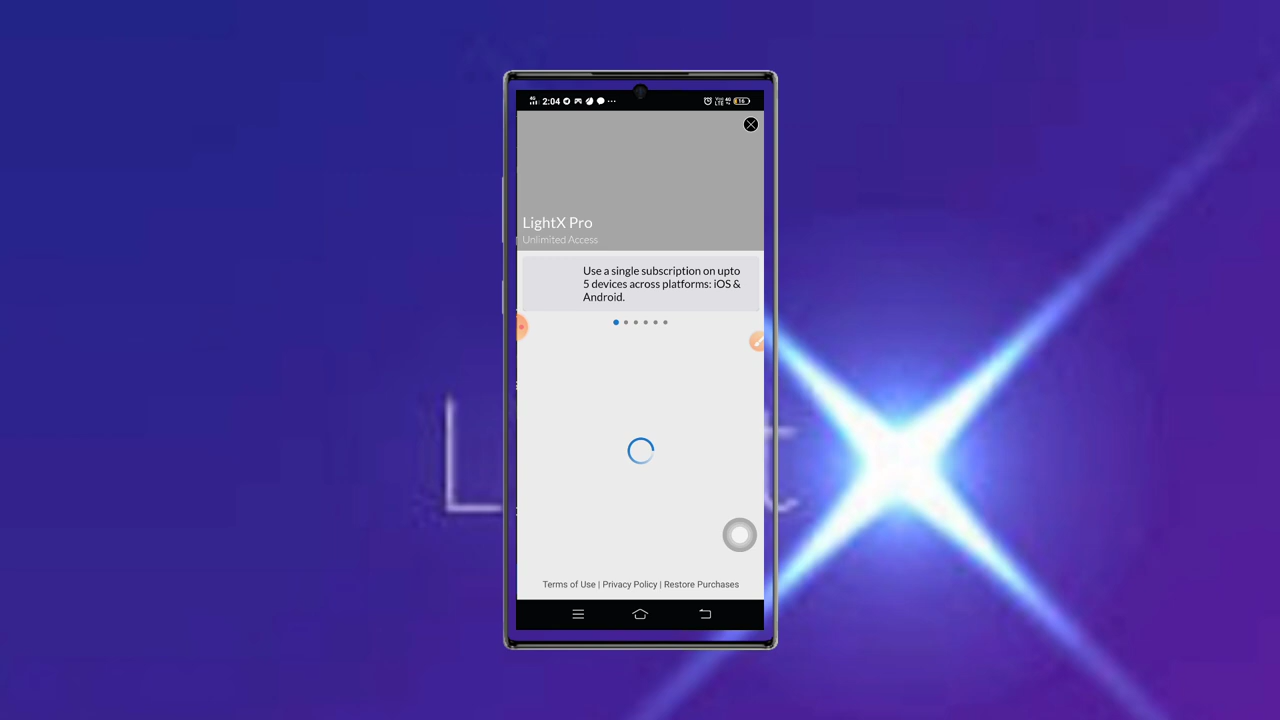 2:04
LightX Pro
Unlimited Access
Use a single subscription on upto
5 devices across platforms: iOS &
Android.
Terms of Use | Privacy Policy | Restore Purchases